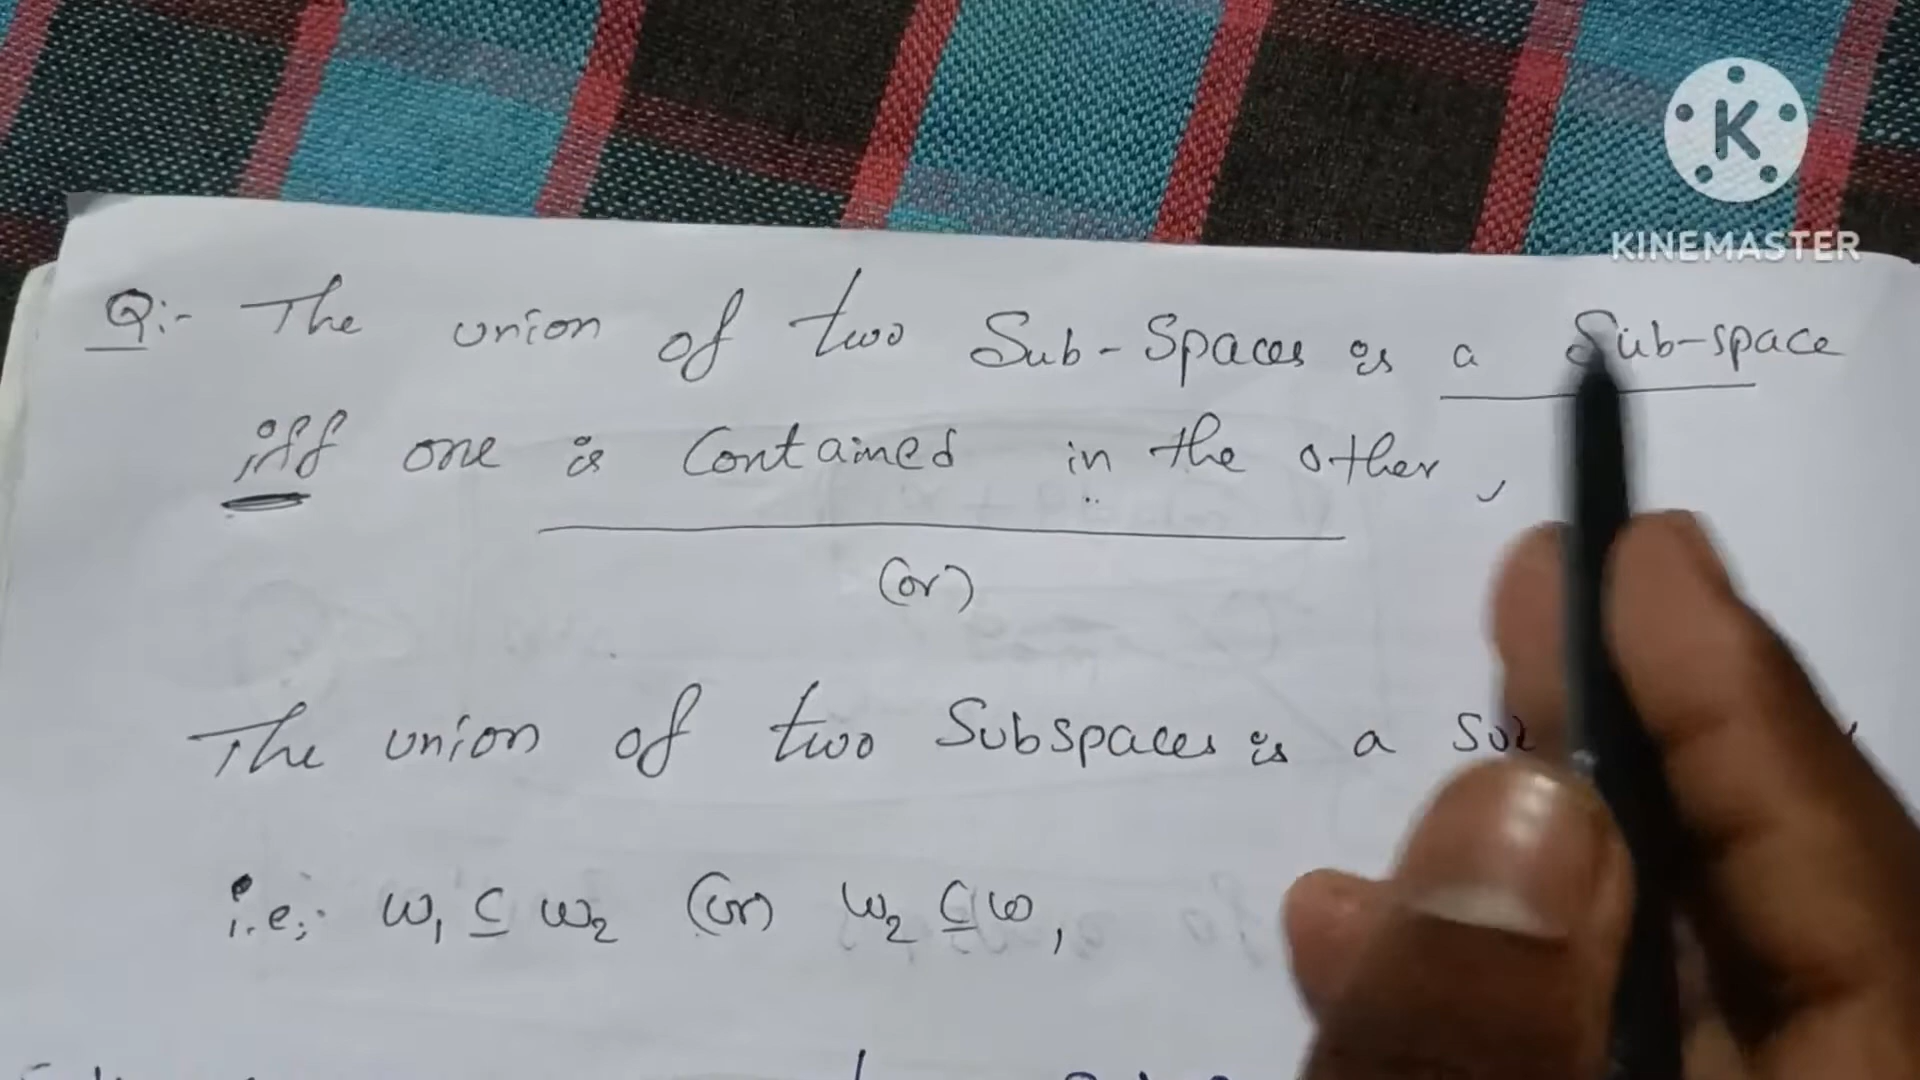 K
KINEMASTER
Q:- The union of two Sub-Spaces is a Sub-space
iff one is Contained in the other,
(or)
The union of two Subspaces is a
i.e; W₁ ⊆ W₂ (or) W₂ ⊆ W₁